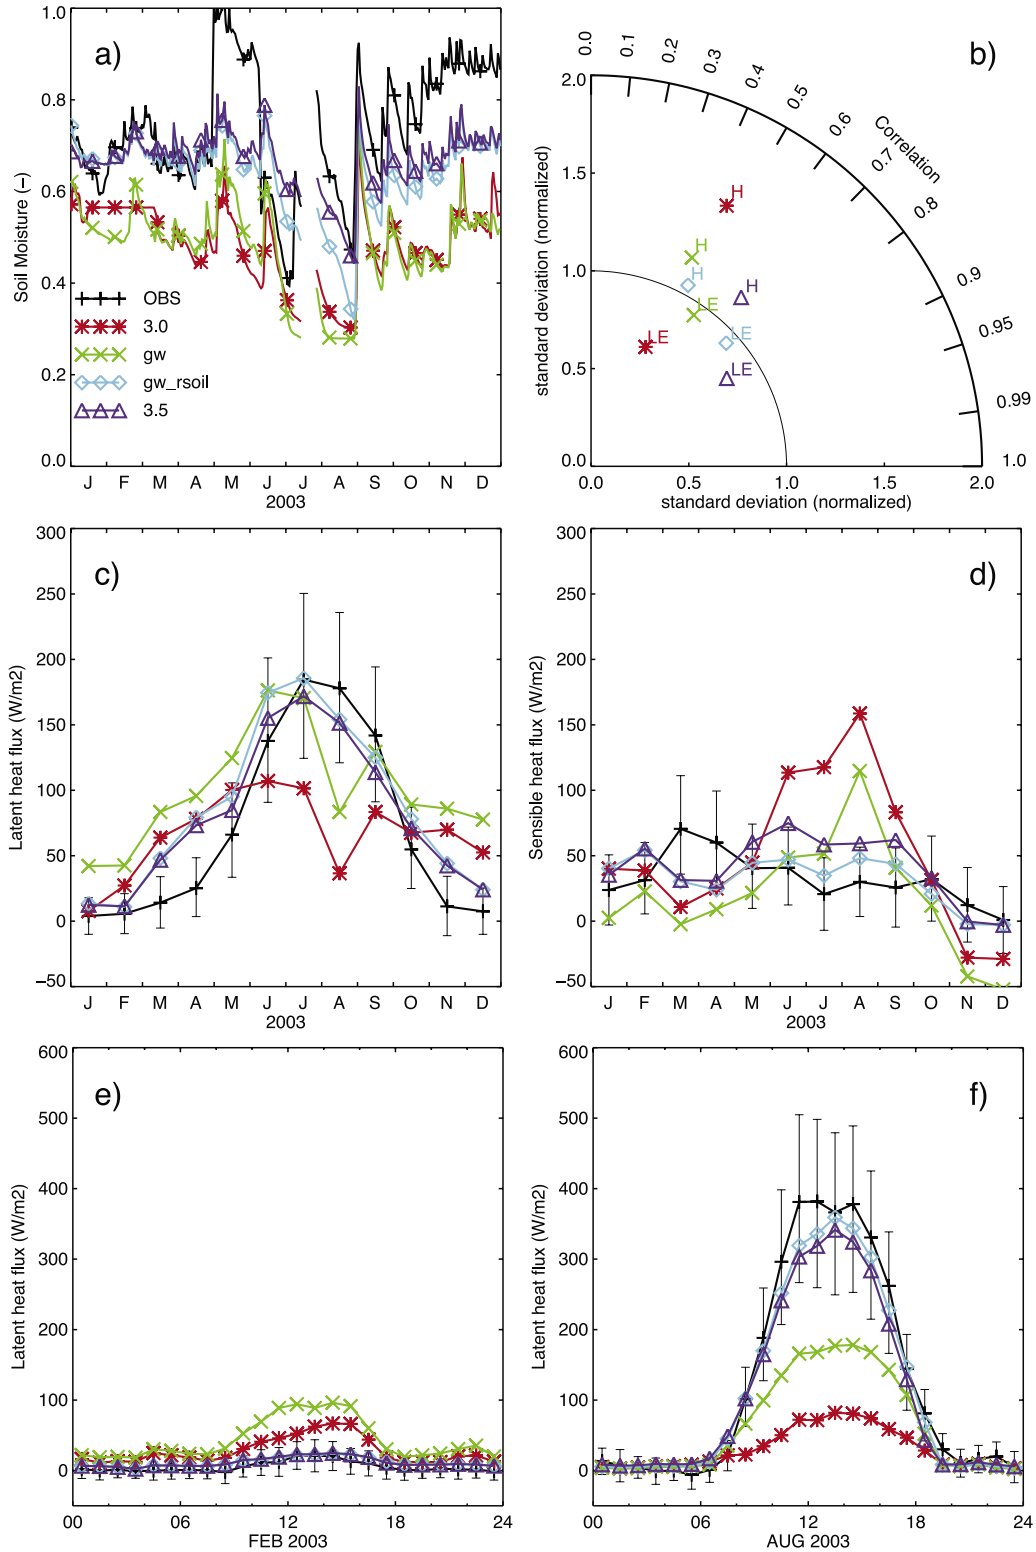 a)
1.0
0.8
0.6
0.4
0.2
0.0
Soil Moisture (–)
OBS
3.0
gw
gw_rsoil
3.5
J F M A M J J A S O N D
2003
b)
0.0 0.1 0.2 0.3 0.4 0.5 0.6 0.7 0.8 0.9 0.95 0.99 1.0
Correlation
2.0
1.5
1.0
0.5
0.0
standard deviation (normalized)
H
H
H
H
LE
LE
LE
LE
0.0 0.5 1.0 1.5 2.0
standard deviation (normalized)
c)
300
250
200
150
100
50
0
–50
Latent heat flux (W/m2)
J F M A M J J A S O N D
2003
d)
300
250
200
150
100
50
0
–50
Sensible heat flux (W/m2)
J F M A M J J A S O N D
2003
e)
600
500
400
300
200
100
0
Latent heat flux (W/m2)
00 06 12 18 24
FEB 2003
f)
600
500
400
300
200
100
0
Latent heat flux (W/m2)
00 06 12 18 24
AUG 2003